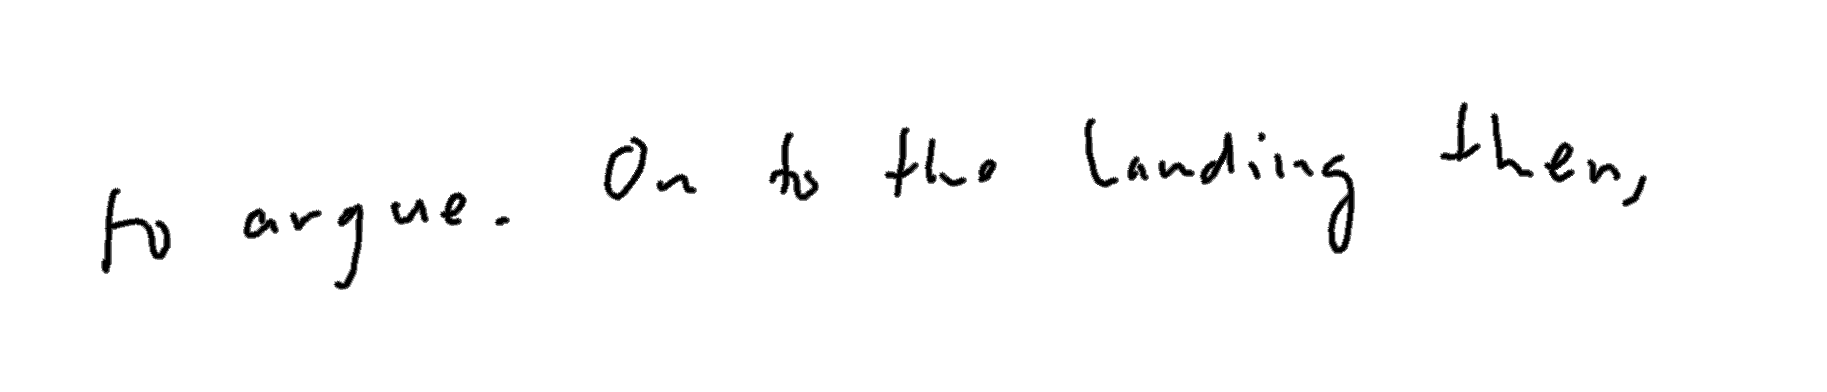 to argue. On to the landing then,